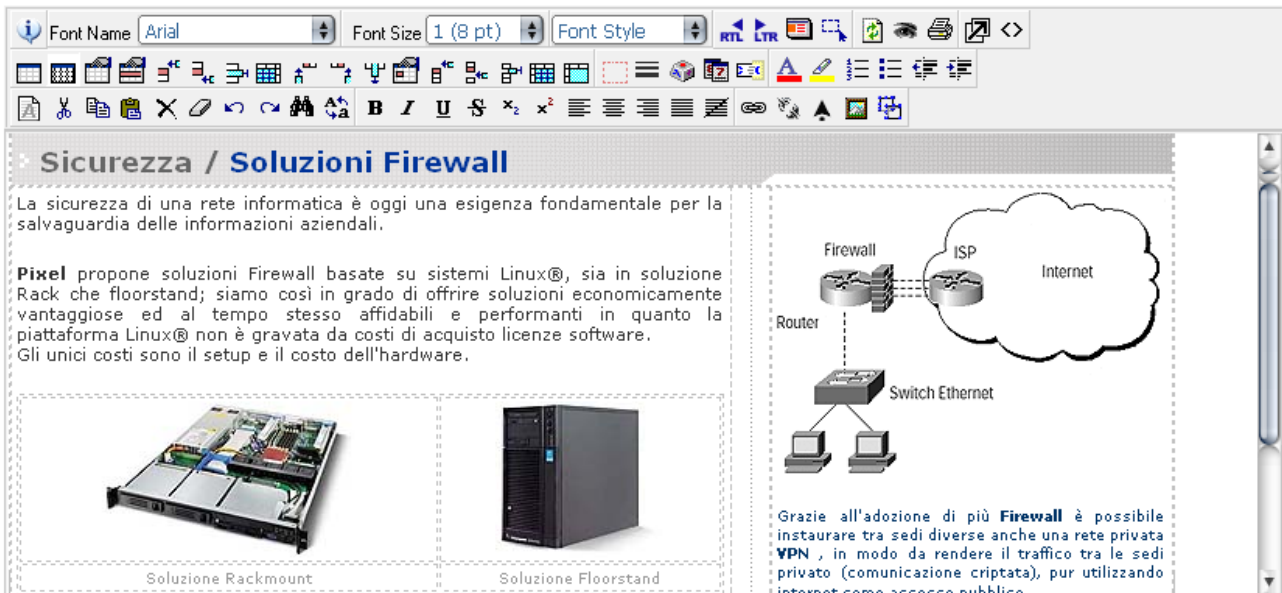 Font Name Arial Font Size 1 (8 pt) Font Style RTL LTR
B I U S x2 x2
Sicurezza / Soluzioni Firewall
La sicurezza di una rete informatica è oggi una esigenza fondamentale per la
salvaguardia delle informazioni aziendali.
Pixel propone soluzioni Firewall basate su sistemi Linux®, sia in soluzione
Rack che floorstand; siamo così in grado di offrire soluzioni economicamente
vantaggiose ed al tempo stesso affidabili e performanti in quanto la
piattaforma Linux® non è gravata da costi di acquisto licenze software.
Gli unici costi sono il setup e il costo dell'hardware.
Soluzione Rackmount
Soluzione Floorstand
Firewall
ISP
Internet
Router
Switch Ethernet
Grazie all'adozione di più Firewall è possibile
instaurare tra sedi diverse anche una rete privata
VPN , in modo da rendere il traffico tra le sedi
privato (comunicazione criptata), pur utilizzando
internet come accesso pubblico